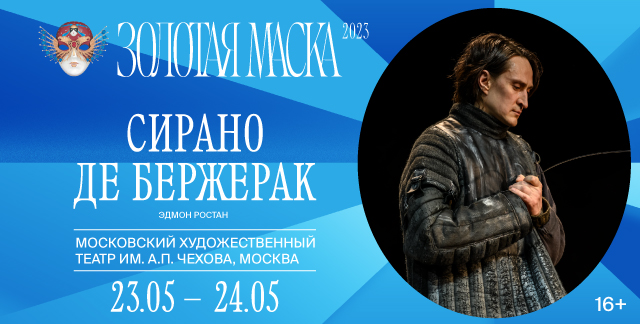 ЗОЛОТАЯ МАСКА 2023
СИРАНО
ДЕ БЕРЖЕРАК
ЭДМОН РОСТАН
МОСКОВСКИЙ ХУДОЖЕСТВЕННЫЙ
ТЕАТР ИМ. А.П. ЧЕХОВА, МОСКВА
23.05 – 24.05
16+